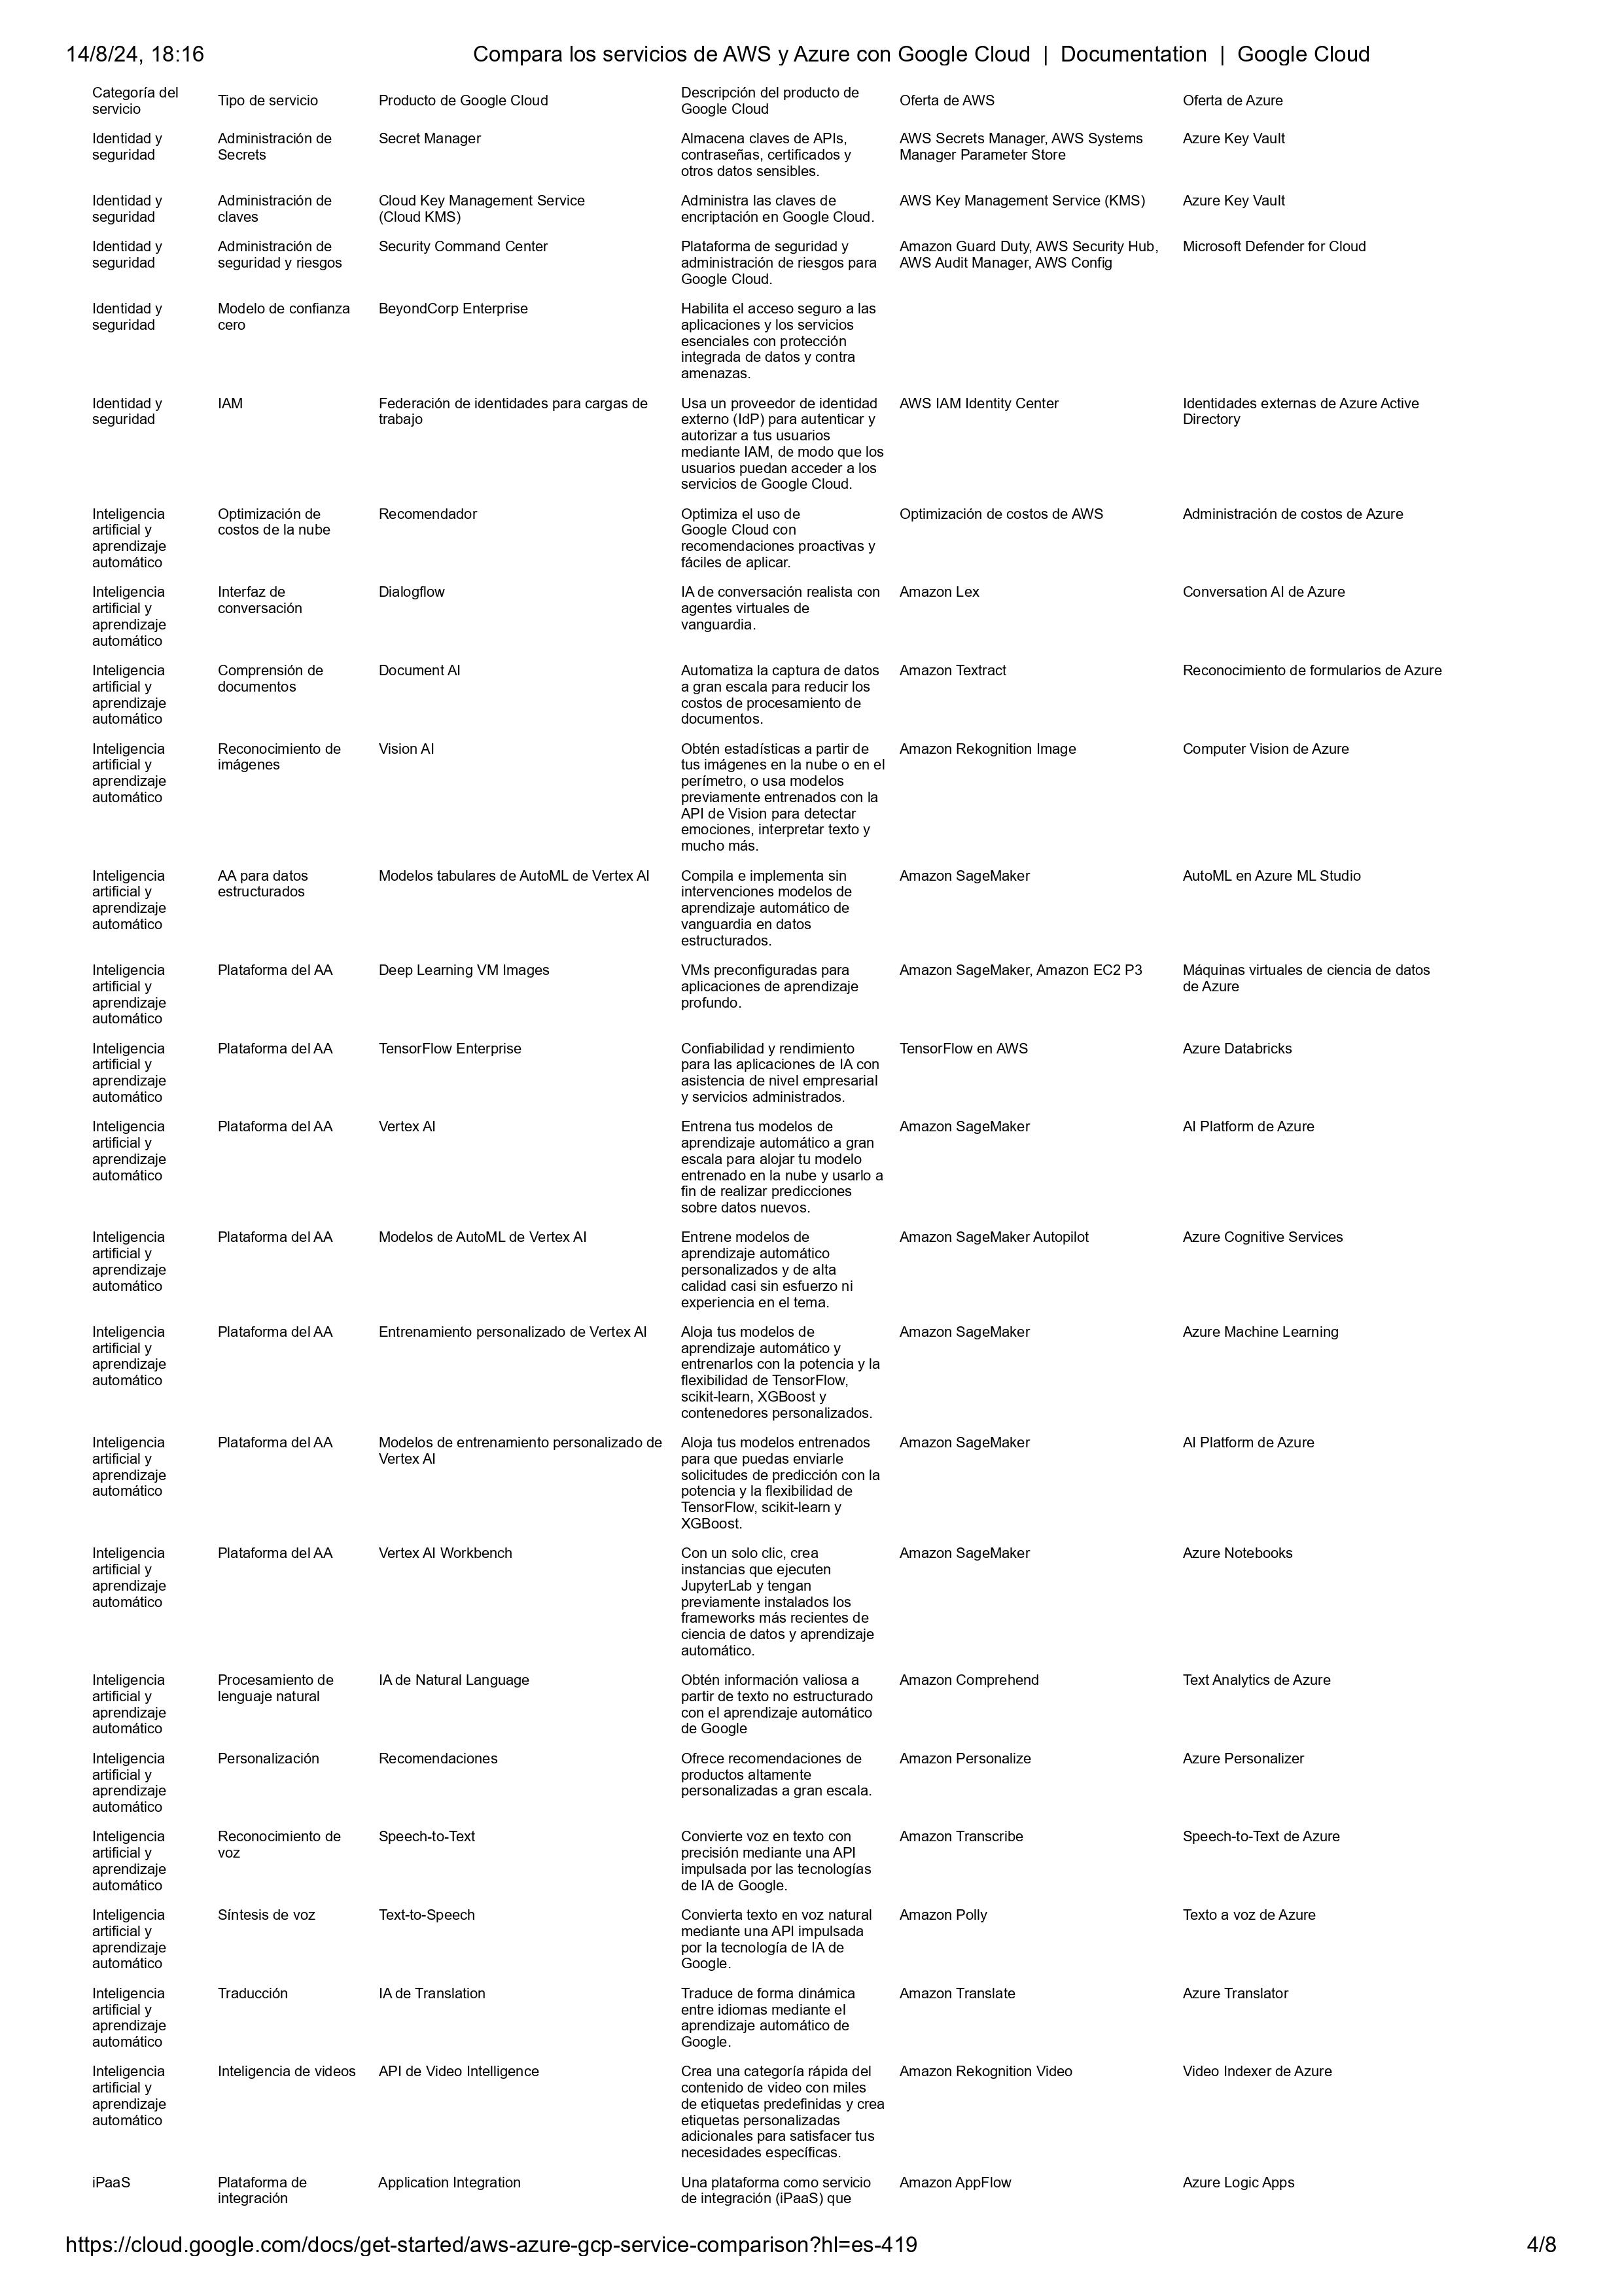 14/8/24, 18:16 Compara los servicios de AWS y Azure con Google Cloud | Documentation | Google Cloud
Categoría del servicio Tipo de servicio Producto de Google Cloud Descripción del producto de Google Cloud Oferta de AWS Oferta de Azure
Identidad y seguridad Administración de Secrets Secret Manager Almacena claves de APIs, contraseñas, certificados y otros datos sensibles. AWS Secrets Manager, AWS Systems Manager Parameter Store Azure Key Vault
Identidad y seguridad Administración de claves Cloud Key Management Service (Cloud KMS) Administra las claves de encriptación en Google Cloud. AWS Key Management Service (KMS) Azure Key Vault
Identidad y seguridad Administración de seguridad y riesgos Security Command Center Plataforma de seguridad y administración de riesgos para Google Cloud. Amazon Guard Duty, AWS Security Hub, AWS Audit Manager, AWS Config Microsoft Defender for Cloud
Identidad y seguridad Modelo de confianza cero BeyondCorp Enterprise Habilita el acceso seguro a las aplicaciones y los servicios esenciales con protección integrada de datos y contra amenazas.
Identidad y seguridad IAM Federación de identidades para cargas de trabajo Usa un proveedor de identidad externo (IdP) para autenticar y autorizar a tus usuarios mediante IAM, de modo que los usuarios puedan acceder a los servicios de Google Cloud. AWS IAM Identity Center Identidades externas de Azure Active Directory
Inteligencia artificial y aprendizaje automático Optimización de costos de la nube Recomendador Optimiza el uso de Google Cloud con recomendaciones proactivas y fáciles de aplicar. Optimización de costos de AWS Administración de costos de Azure
Inteligencia artificial y aprendizaje automático Interfaz de conversación Dialogflow IA de conversación realista con agentes virtuales de vanguardia. Amazon Lex Conversation AI de Azure
Inteligencia artificial y aprendizaje automático Comprensión de documentos Document AI Automatiza la captura de datos a gran escala para reducir los costos de procesamiento de documentos. Amazon Textract Reconocimiento de formularios de Azure
Inteligencia artificial y aprendizaje automático Reconocimiento de imágenes Vision AI Obtén estadísticas a partir de tus imágenes en la nube o en el perímetro, o usa modelos previamente entrenados con la API de Vision para detectar emociones, interpretar texto y mucho más. Amazon Rekognition Image Computer Vision de Azure
Inteligencia artificial y aprendizaje automático AA para datos estructurados Modelos tabulares de AutoML de Vertex AI Compila e implementa sin intervenciones modelos de aprendizaje automático de vanguardia en datos estructurados. Amazon SageMaker AutoML en Azure ML Studio
Inteligencia artificial y aprendizaje automático Plataforma del AA Deep Learning VM Images VMs preconfiguradas para aplicaciones de aprendizaje profundo. Amazon SageMaker, Amazon EC2 P3 Máquinas virtuales de ciencia de datos de Azure
Inteligencia artificial y aprendizaje automático Plataforma del AA TensorFlow Enterprise Confiabilidad y rendimiento para las aplicaciones de IA con asistencia de nivel empresarial y servicios administrados. TensorFlow en AWS Azure Databricks
Inteligencia artificial y aprendizaje automático Plataforma del AA Vertex AI Entrena tus modelos de aprendizaje automático a gran escala para alojar tu modelo entrenado en la nube y usarlo a fin de realizar predicciones sobre datos nuevos. Amazon SageMaker AI Platform de Azure
Inteligencia artificial y aprendizaje automático Plataforma del AA Modelos de AutoML de Vertex AI Entrene modelos de aprendizaje automático personalizados y de alta calidad casi sin esfuerzo ni experiencia en el tema. Amazon SageMaker Autopilot Azure Cognitive Services
Inteligencia artificial y aprendizaje automático Plataforma del AA Entrenamiento personalizado de Vertex AI Aloja tus modelos de aprendizaje automático y entrenarlos con la potencia y la flexibilidad de TensorFlow, scikit-learn, XGBoost y contenedores personalizados. Amazon SageMaker Azure Machine Learning
Inteligencia artificial y aprendizaje automático Plataforma del AA Modelos de entrenamiento personalizado de Vertex AI Aloja tus modelos entrenados para que puedas enviarle solicitudes de predicción con la potencia y la flexibilidad de TensorFlow, scikit-learn y XGBoost. Amazon SageMaker AI Platform de Azure
Inteligencia artificial y aprendizaje automático Plataforma del AA Vertex AI Workbench Con un solo clic, crea instancias que ejecuten JupyterLab y tengan previamente instalados los frameworks más recientes de ciencia de datos y aprendizaje automático. Amazon SageMaker Azure Notebooks
Inteligencia artificial y aprendizaje automático Procesamiento de lenguaje natural IA de Natural Language Obtén información valiosa a partir de texto no estructurado con el aprendizaje automático de Google Amazon Comprehend Text Analytics de Azure
Inteligencia artificial y aprendizaje automático Personalización Recomendaciones Ofrece recomendaciones de productos altamente personalizadas a gran escala. Amazon Personalize Azure Personalizer
Inteligencia artificial y aprendizaje automático Reconocimiento de voz Speech-to-Text Convierte voz en texto con precisión mediante una API impulsada por las tecnologías de IA de Google. Amazon Transcribe Speech-to-Text de Azure
Inteligencia artificial y aprendizaje automático Síntesis de voz Text-to-Speech Convierta texto en voz natural mediante una API impulsada por la tecnología de IA de Google. Amazon Polly Texto a voz de Azure
Inteligencia artificial y aprendizaje automático Traducción IA de Translation Traduce de forma dinámica entre idiomas mediante el aprendizaje automático de Google. Amazon Translate Azure Translator
Inteligencia artificial y aprendizaje automático Inteligencia de videos API de Video Intelligence Crea una categoría rápida del contenido de video con miles de etiquetas predefinidas y crea etiquetas personalizadas adicionales para satisfacer tus necesidades específicas. Amazon Rekognition Video Video Indexer de Azure
iPaaS Plataforma de integración Application Integration Una plataforma como servicio de integración (iPaaS) que Amazon AppFlow Azure Logic Apps
https://cloud.google.com/docs/get-started/aws-azure-gcp-service-comparison?hl=es-419 4/8